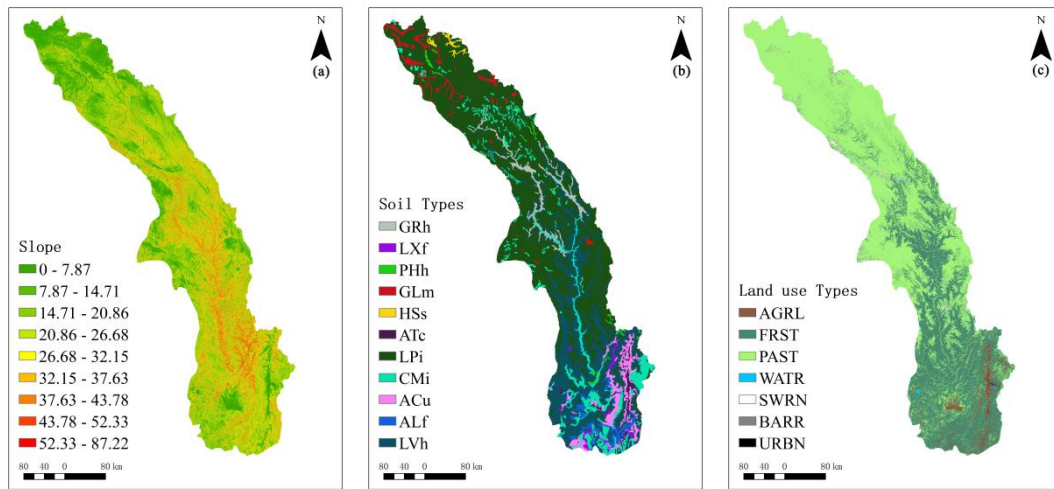 N
(a)
Slope
0 - 7.87
7.87 - 14.71
14.71 - 20.86
20.86 - 26.68
26.68 - 32.15
32.15 - 37.63
37.63 - 43.78
43.78 - 52.33
52.33 - 87.22
80 40 0 80 km
N
(b)
Soil Types
GRh
LXf
PHh
GLm
HSs
ATc
LPi
CMi
ACu
ALf
LVh
80 40 0 80 km
N
(c)
Land use Types
AGRL
FRST
PAST
WATR
SWRN
BARR
URBN
80 40 0 80 km